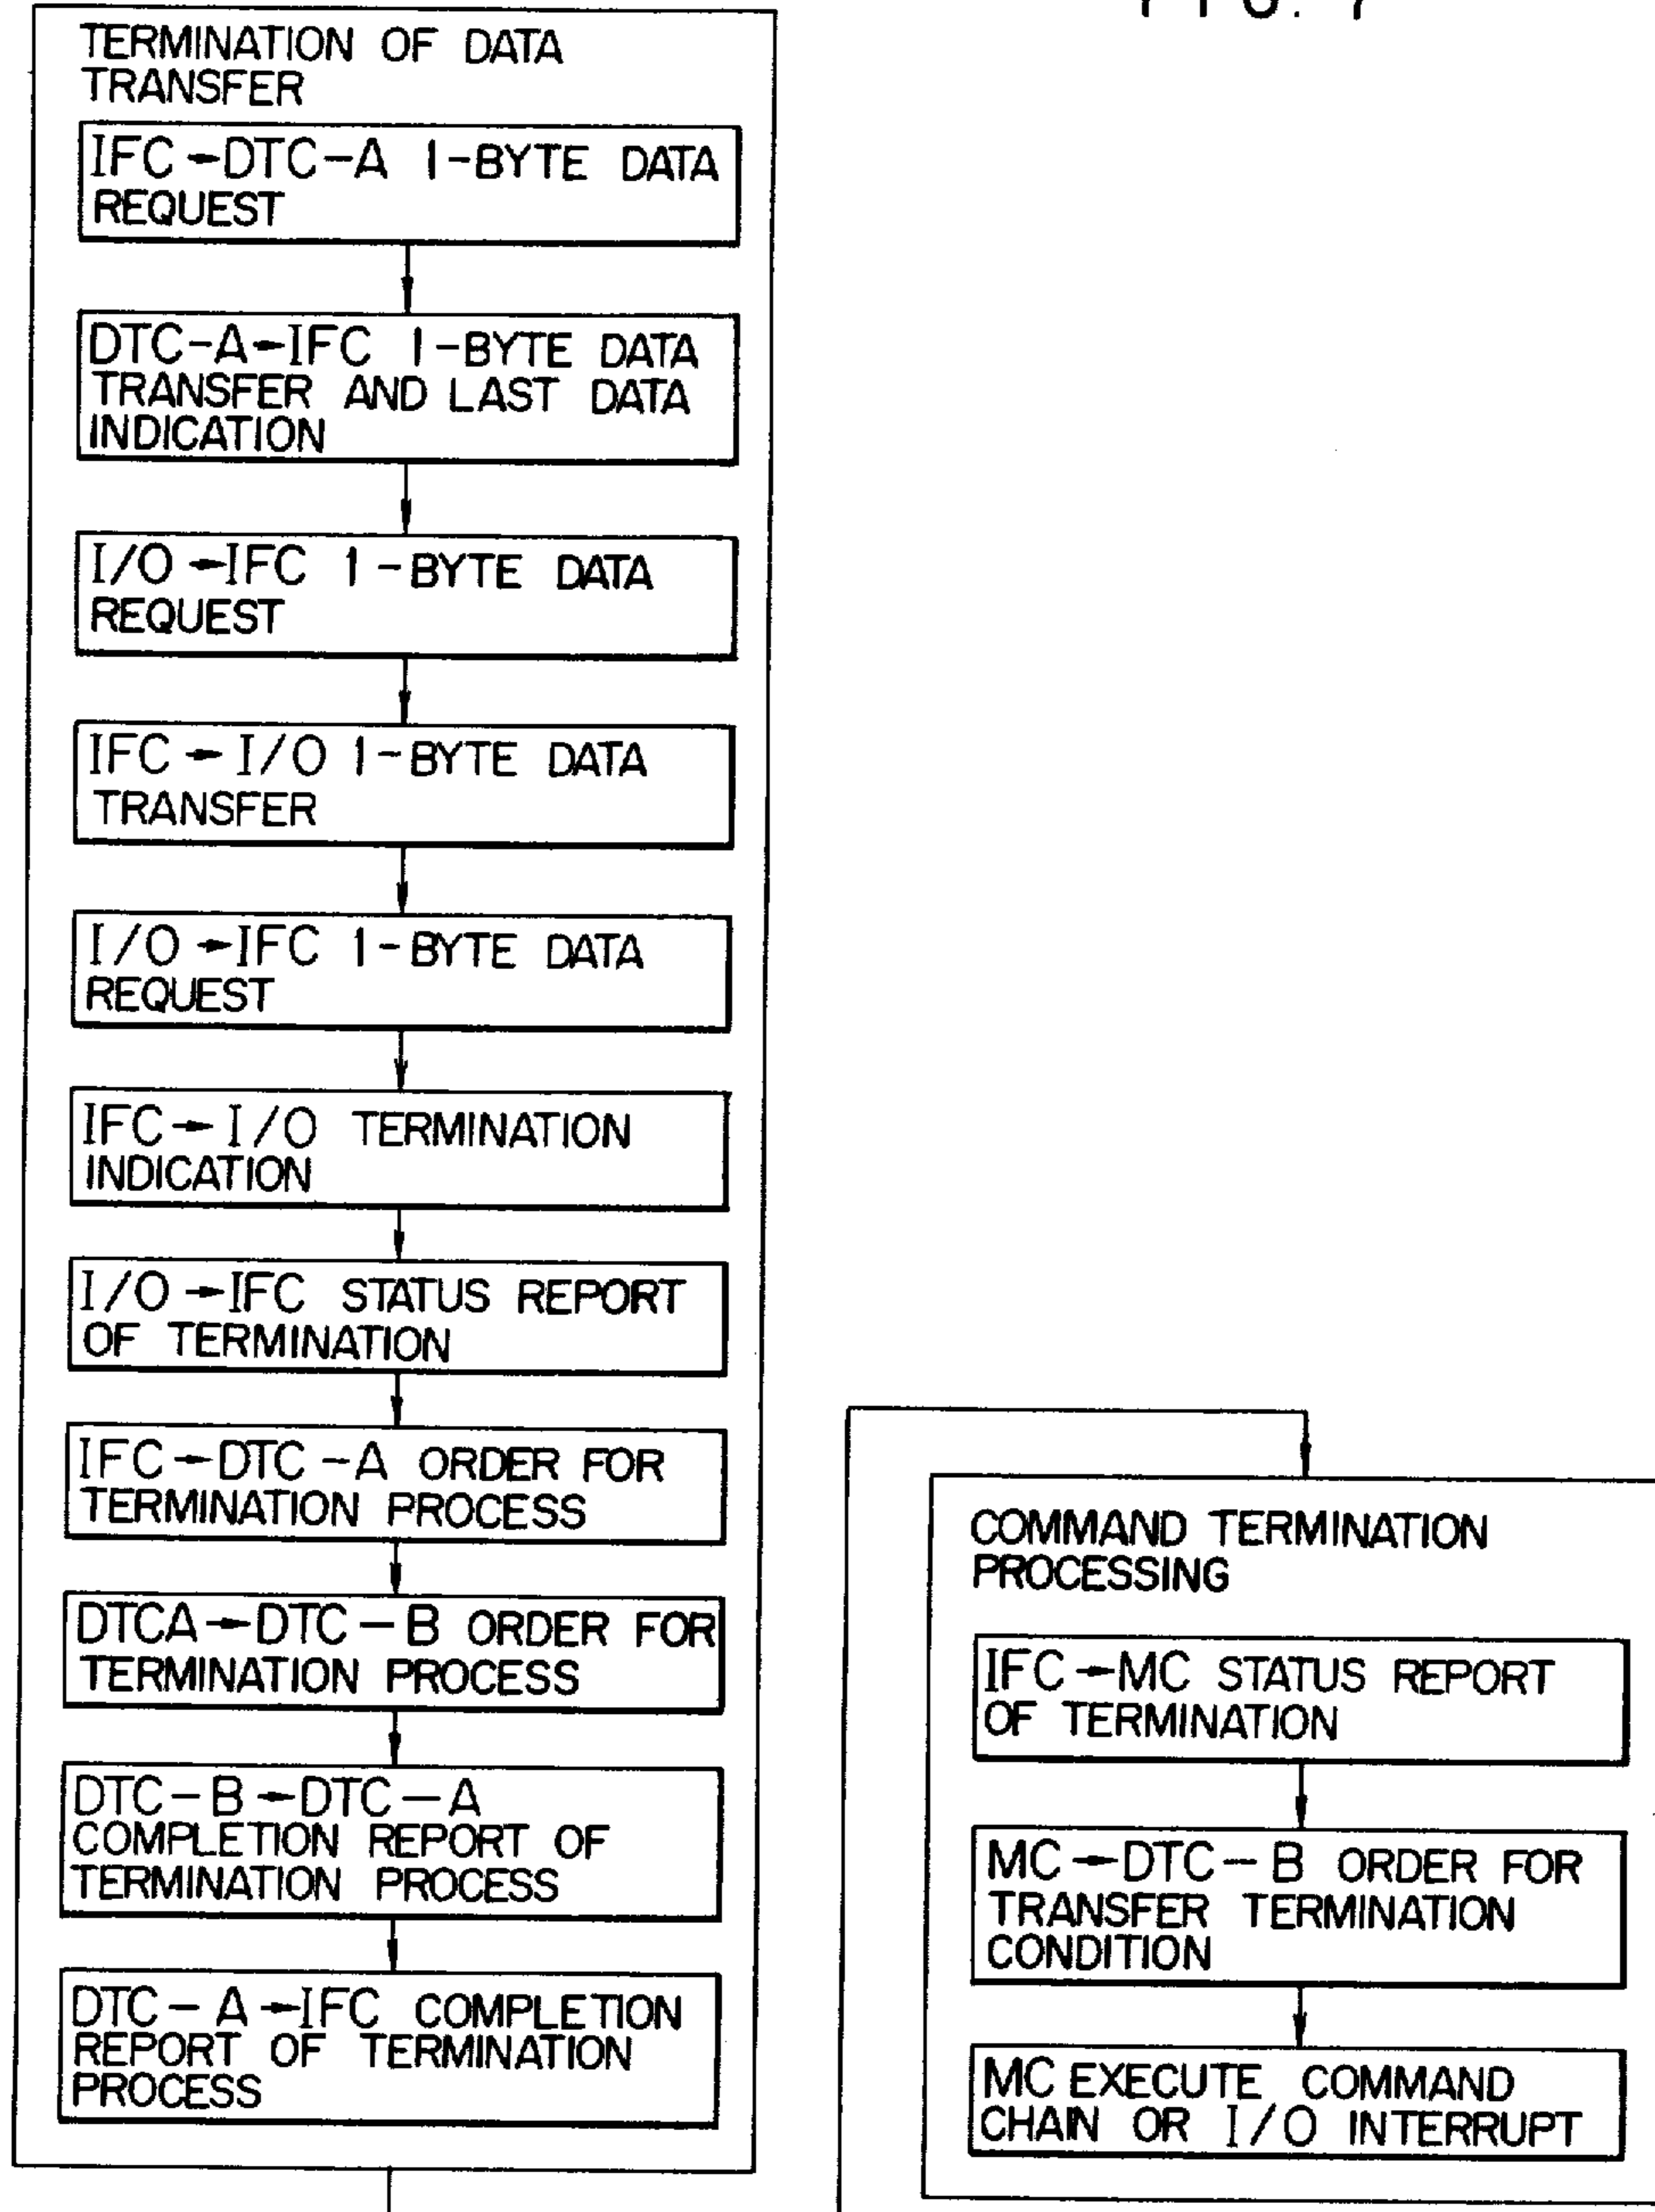 FIG. 7
TERMINATION OF DATA
TRANSFER
IFC→DTC-A 1-BYTE DATA
REQUEST
DTC-A→IFC 1-BYTE DATA
TRANSFER AND LAST DATA
INDICATION
I/O→IFC 1-BYTE DATA
REQUEST
IFC→I/O 1-BYTE DATA
TRANSFER
I/O→IFC 1-BYTE DATA
REQUEST
IFC→I/O TERMINATION
INDICATION
I/O→IFC STATUS REPORT
OF TERMINATION
IFC→DTC-A ORDER FOR
TERMINATION PROCESS
DTCA→DTC-B ORDER FOR
TERMINATION PROCESS
DTC-B→DTC-A
COMPLETION REPORT OF
TERMINATION PROCESS
DTC-A→IFC COMPLETION
REPORT OF TERMINATION
PROCESS
COMMAND TERMINATION
PROCESSING
IFC→MC STATUS REPORT
OF TERMINATION
MC→DTC-B ORDER FOR
TRANSFER TERMINATION
CONDITION
MC EXECUTE COMMAND
CHAIN OR I/O INTERRUPT